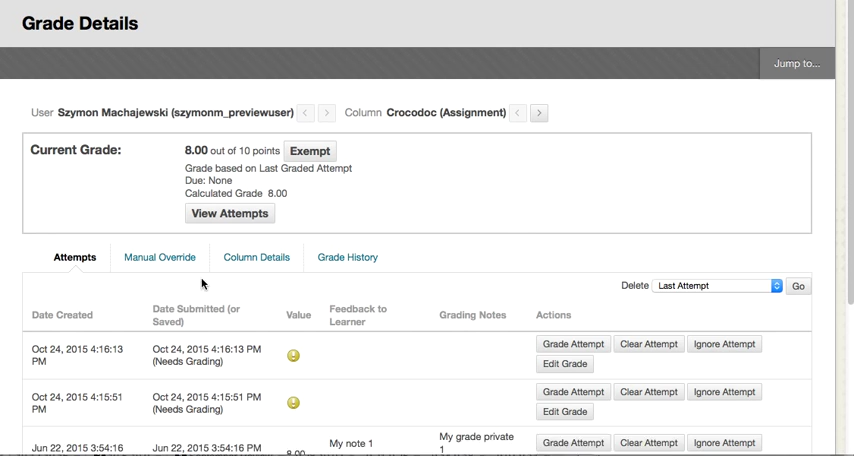 Grade Details
Jump to...
User Szymon Machajewski (szymonm_previewuser) < > Column Crocodoc (Assignment) < >
Current Grade: 8.00 out of 10 points Exempt
Grade based on Last Graded Attempt
Due: None
Calculated Grade 8.00
View Attempts
Attempts Manual Override Column Details Grade History
Delete Last Attempt Go
Date Created Date Submitted (or Saved) Value Feedback to Learner Grading Notes Actions
Oct 24, 2015 4:16:13 PM Oct 24, 2015 4:16:13 PM (Needs Grading) ! Grade Attempt Clear Attempt Ignore Attempt
Edit Grade
Oct 24, 2015 4:15:51 PM Oct 24, 2015 4:15:51 PM (Needs Grading) ! Grade Attempt Clear Attempt Ignore Attempt
Edit Grade
Jun 22, 2015 3:54:16 Jun 22, 2015 3:54:16 PM 8.00 My note 1 My grade private 1 Grade Attempt Clear Attempt Ignore Attempt